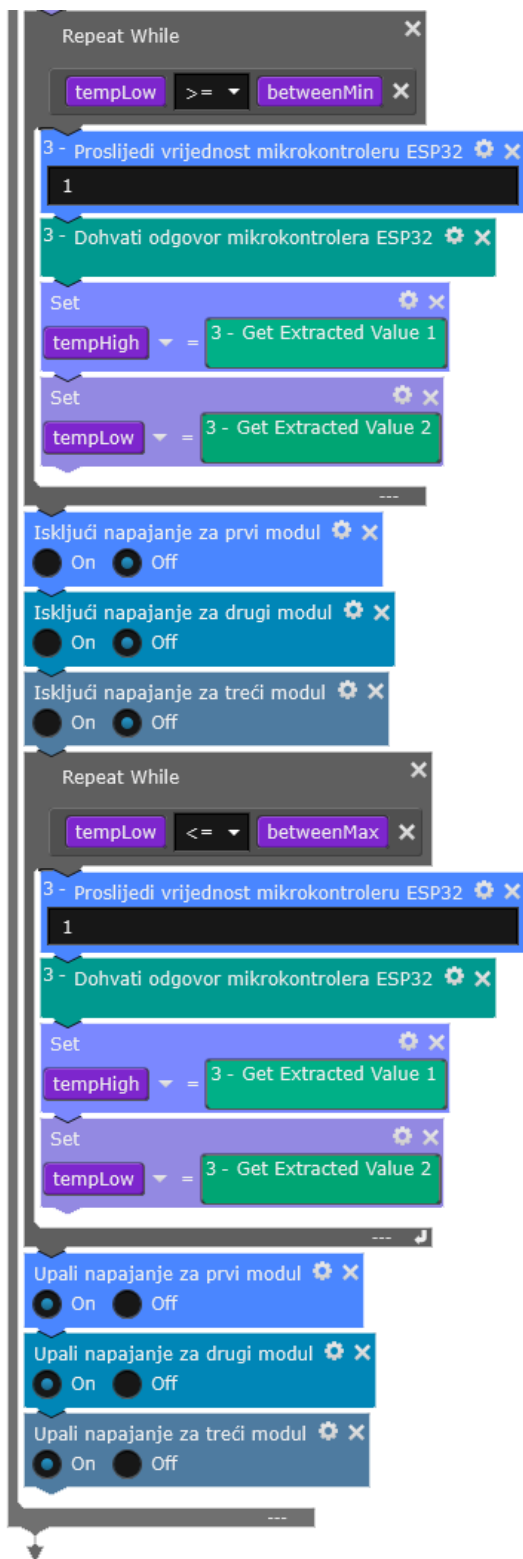 Repeat While
tempLow >= betweenMin
3 - Proslijedi vrijednost mikrokontroleru ESP32
1
3 - Dohvati odgovor mikrokontrolera ESP32
Set
tempHigh = 3 - Get Extracted Value 1
Set
tempLow = 3 - Get Extracted Value 2
---
Isključi napajanje za prvi modul
On Off
Isključi napajanje za drugi modul
On Off
Isključi napajanje za treći modul
On Off
Repeat While
tempLow <= betweenMax
3 - Proslijedi vrijednost mikrokontroleru ESP32
1
3 - Dohvati odgovor mikrokontrolera ESP32
Set
tempHigh = 3 - Get Extracted Value 1
Set
tempLow = 3 - Get Extracted Value 2
---
Upali napajanje za prvi modul
On Off
Upali napajanje za drugi modul
On Off
Upali napajanje za treći modul
On Off
---